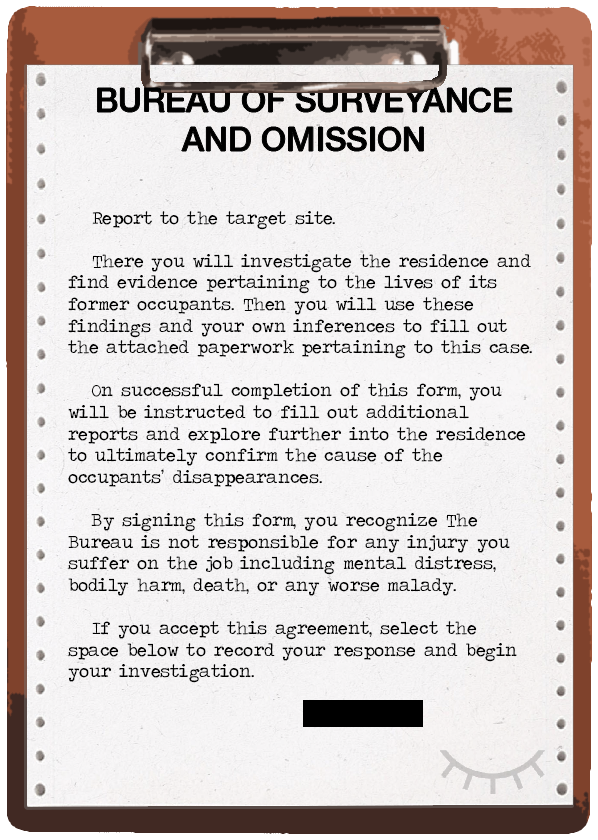 BUREAU OF SURVEYANCE
AND OMISSION
Report to the target site.
There you will investigate the residence and
find evidence pertaining to the lives of its
former occupants. Then you will use these
findings and your own inferences to fill out
the attached paperwork pertaining to this case.
On successful completion of this form, you
will be instructed to fill out additional
reports and explore further into the residence
to ultimately confirm the cause of the
occupants' disappearances.
By signing this form, you recognize The
Bureau is not responsible for any injury you
suffer on the job including mental distress,
bodily harm, death, or any worse malady.
If you accept this agreement, select the
space below to record your response and begin
your investigation.